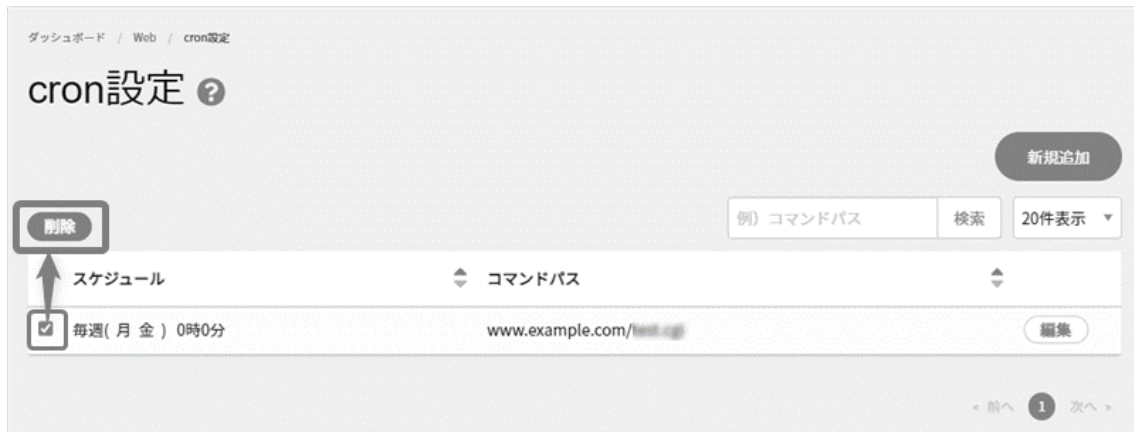 ダッシュボード / Web / cron設定
cron設定 ?
新規追加
削除
例）コマンドパス 検索 20件表示
スケジュール コマンドパス
毎週( 月 金 ) 0時0分 www.example.com/ 編集
« 前へ 1 次へ »